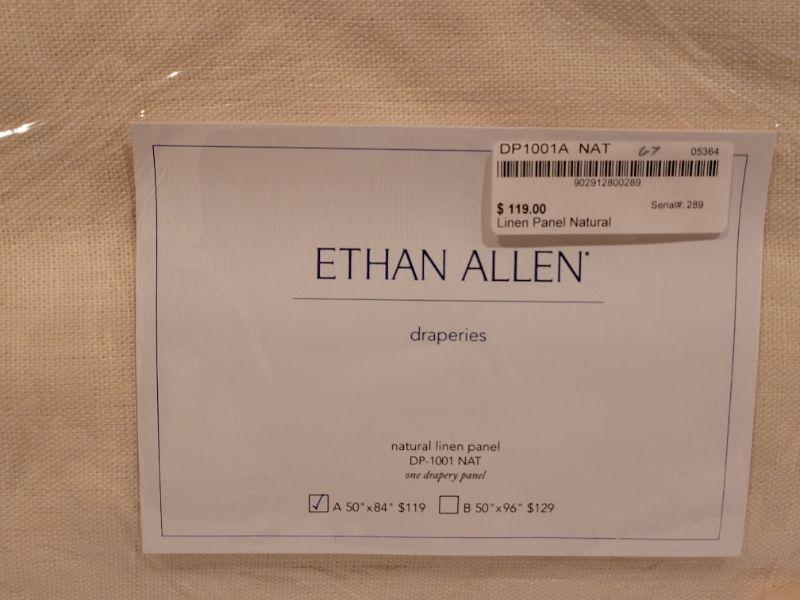 DP1001A NAT 67 05364
902912800289
$ 119.00 Serial#: 289
Linen Panel Natural
ETHAN ALLEN
draperies
natural linen panel
DP-1001 NAT
one drapery panel
A 50"x84" $119 B 50"x96" $129